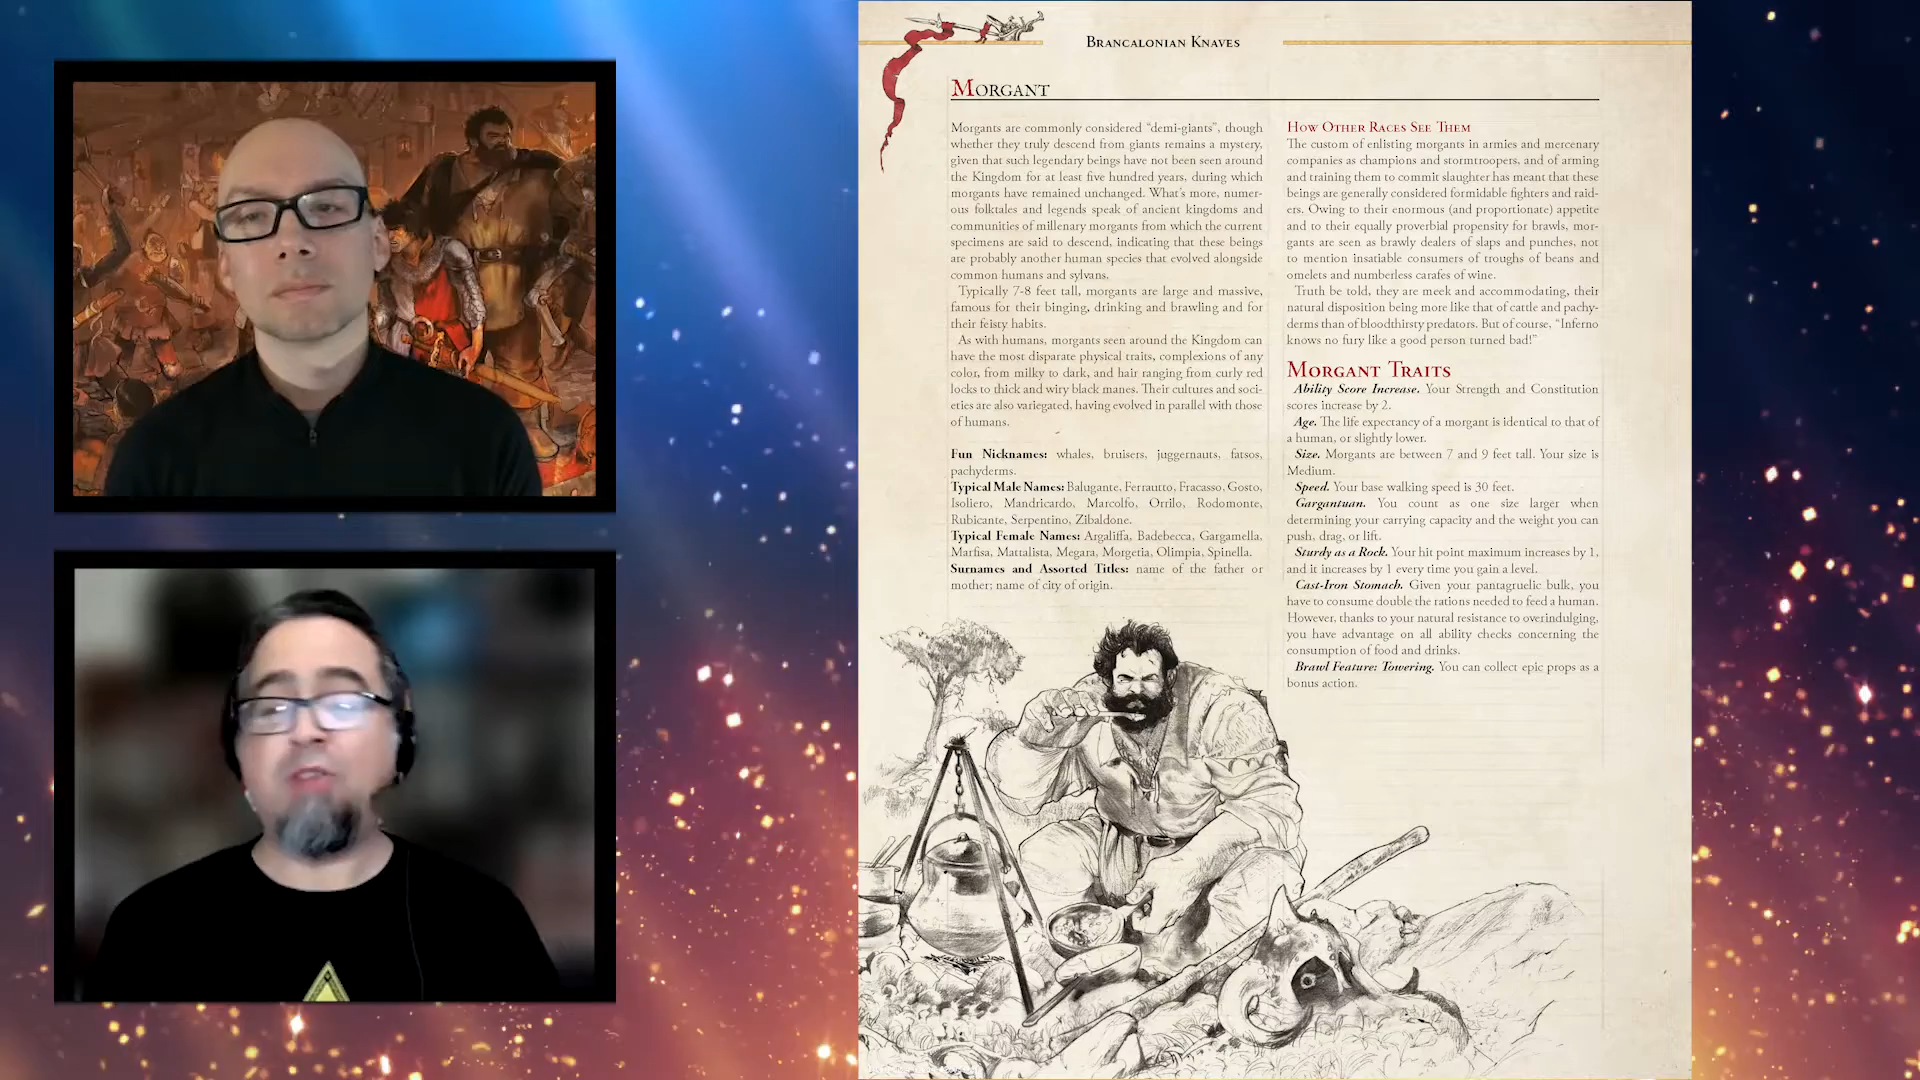 BRANCALONIAN KNAVES
MORGANT
Morgants are commonly considered “demi-giants”, though
whether they truly descend from giants remains a mystery,
given that such legendary beings have not been seen around
the Kingdom for at least five hundred years, during which
morgants have remained unchanged. What’s more, numer-
ous folktales and legends speak of ancient kingdoms and
communities of millenary morgants from which the current
specimens are said to descend, indicating that these beings
are probably another human species that evolved alongside
common humans and sylvans.
Typically 7-8 feet tall, morgants are large and massive,
famous for their binging, drinking and brawling and for
their feisty habits.
As with humans, morgants seen around the Kingdom can
have the most disparate physical traits, complexions of any
color, from milky to dark, and hair ranging from curly red
locks to thick and wiry black manes. Their cultures and soci-
eties are also variegated, having evolved in parallel with those
of humans.
Fun Nicknames: whales, bruisers, juggernauts, fatsos,
pachyderms.
Typical Male Names: Balugante, Ferrautto, Fracasso, Gosto,
Isoliero, Mandricardo, Marcolfo, Orrilo, Rodomonte,
Rubicante, Serpentino, Zibaldone.
Typical Female Names: Argaliffa, Badebecca, Gargamella,
Marfisa, Mattalista, Megara, Morgetia, Olimpia, Spinella.
Surnames and Assorted Titles: name of the father or
mother; name of city of origin.
HOW OTHER RACES SEE THEM
The custom of enlisting morgants in armies and mercenary
companies as champions and stormtroopers, and of arming
and training them to commit slaughter has meant that these
beings are generally considered formidable fighters and raid-
ers. Owing to their enormous (and proportionate) appetite
and to their equally proverbial propensity for brawls, mor-
gants are seen as brawly dealers of slaps and punches, not
to mention insatiable consumers of troughs of beans and
omelets and numberless carafes of wine.
Truth be told, they are meek and accommodating, their
natural disposition being more like that of cattle and pachy-
derms than of bloodthirsty predators. But of course, “Inferno
knows no fury like a good person turned bad!”
MORGANT TRAITS
Ability Score Increase. Your Strength and Constitution
scores increase by 2.
Age. The life expectancy of a morgant is identical to that of
a human, or slightly lower.
Size. Morgants are between 7 and 9 feet tall. Your size is
Medium.
Speed. Your base walking speed is 30 feet.
Gargantuan. You count as one size larger when
determining your carrying capacity and the weight you can
push, drag, or lift.
Sturdy as a Rock. Your hit point maximum increases by 1,
and it increases by 1 every time you gain a level.
Cast-Iron Stomach. Given your pantagruelic bulk, you
have to consume double the rations needed to feed a human.
However, thanks to your natural resistance to overindulging,
you have advantage on all ability checks concerning the
consumption of food and drinks.
Brawl Feature: Towering. You can collect epic props as a
bonus action.